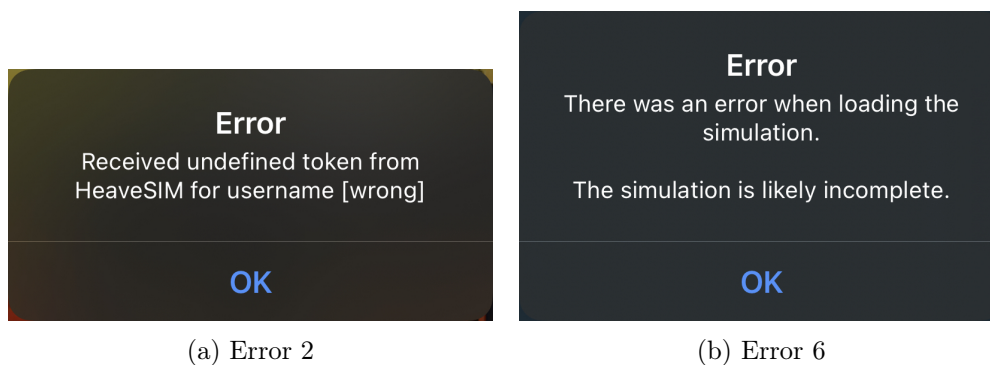 Error
Received undefined token from
HeaveSIM for username [wrong]
OK
(a) Error 2
Error
There was an error when loading the
simulation.
The simulation is likely incomplete.
OK
(b) Error 6